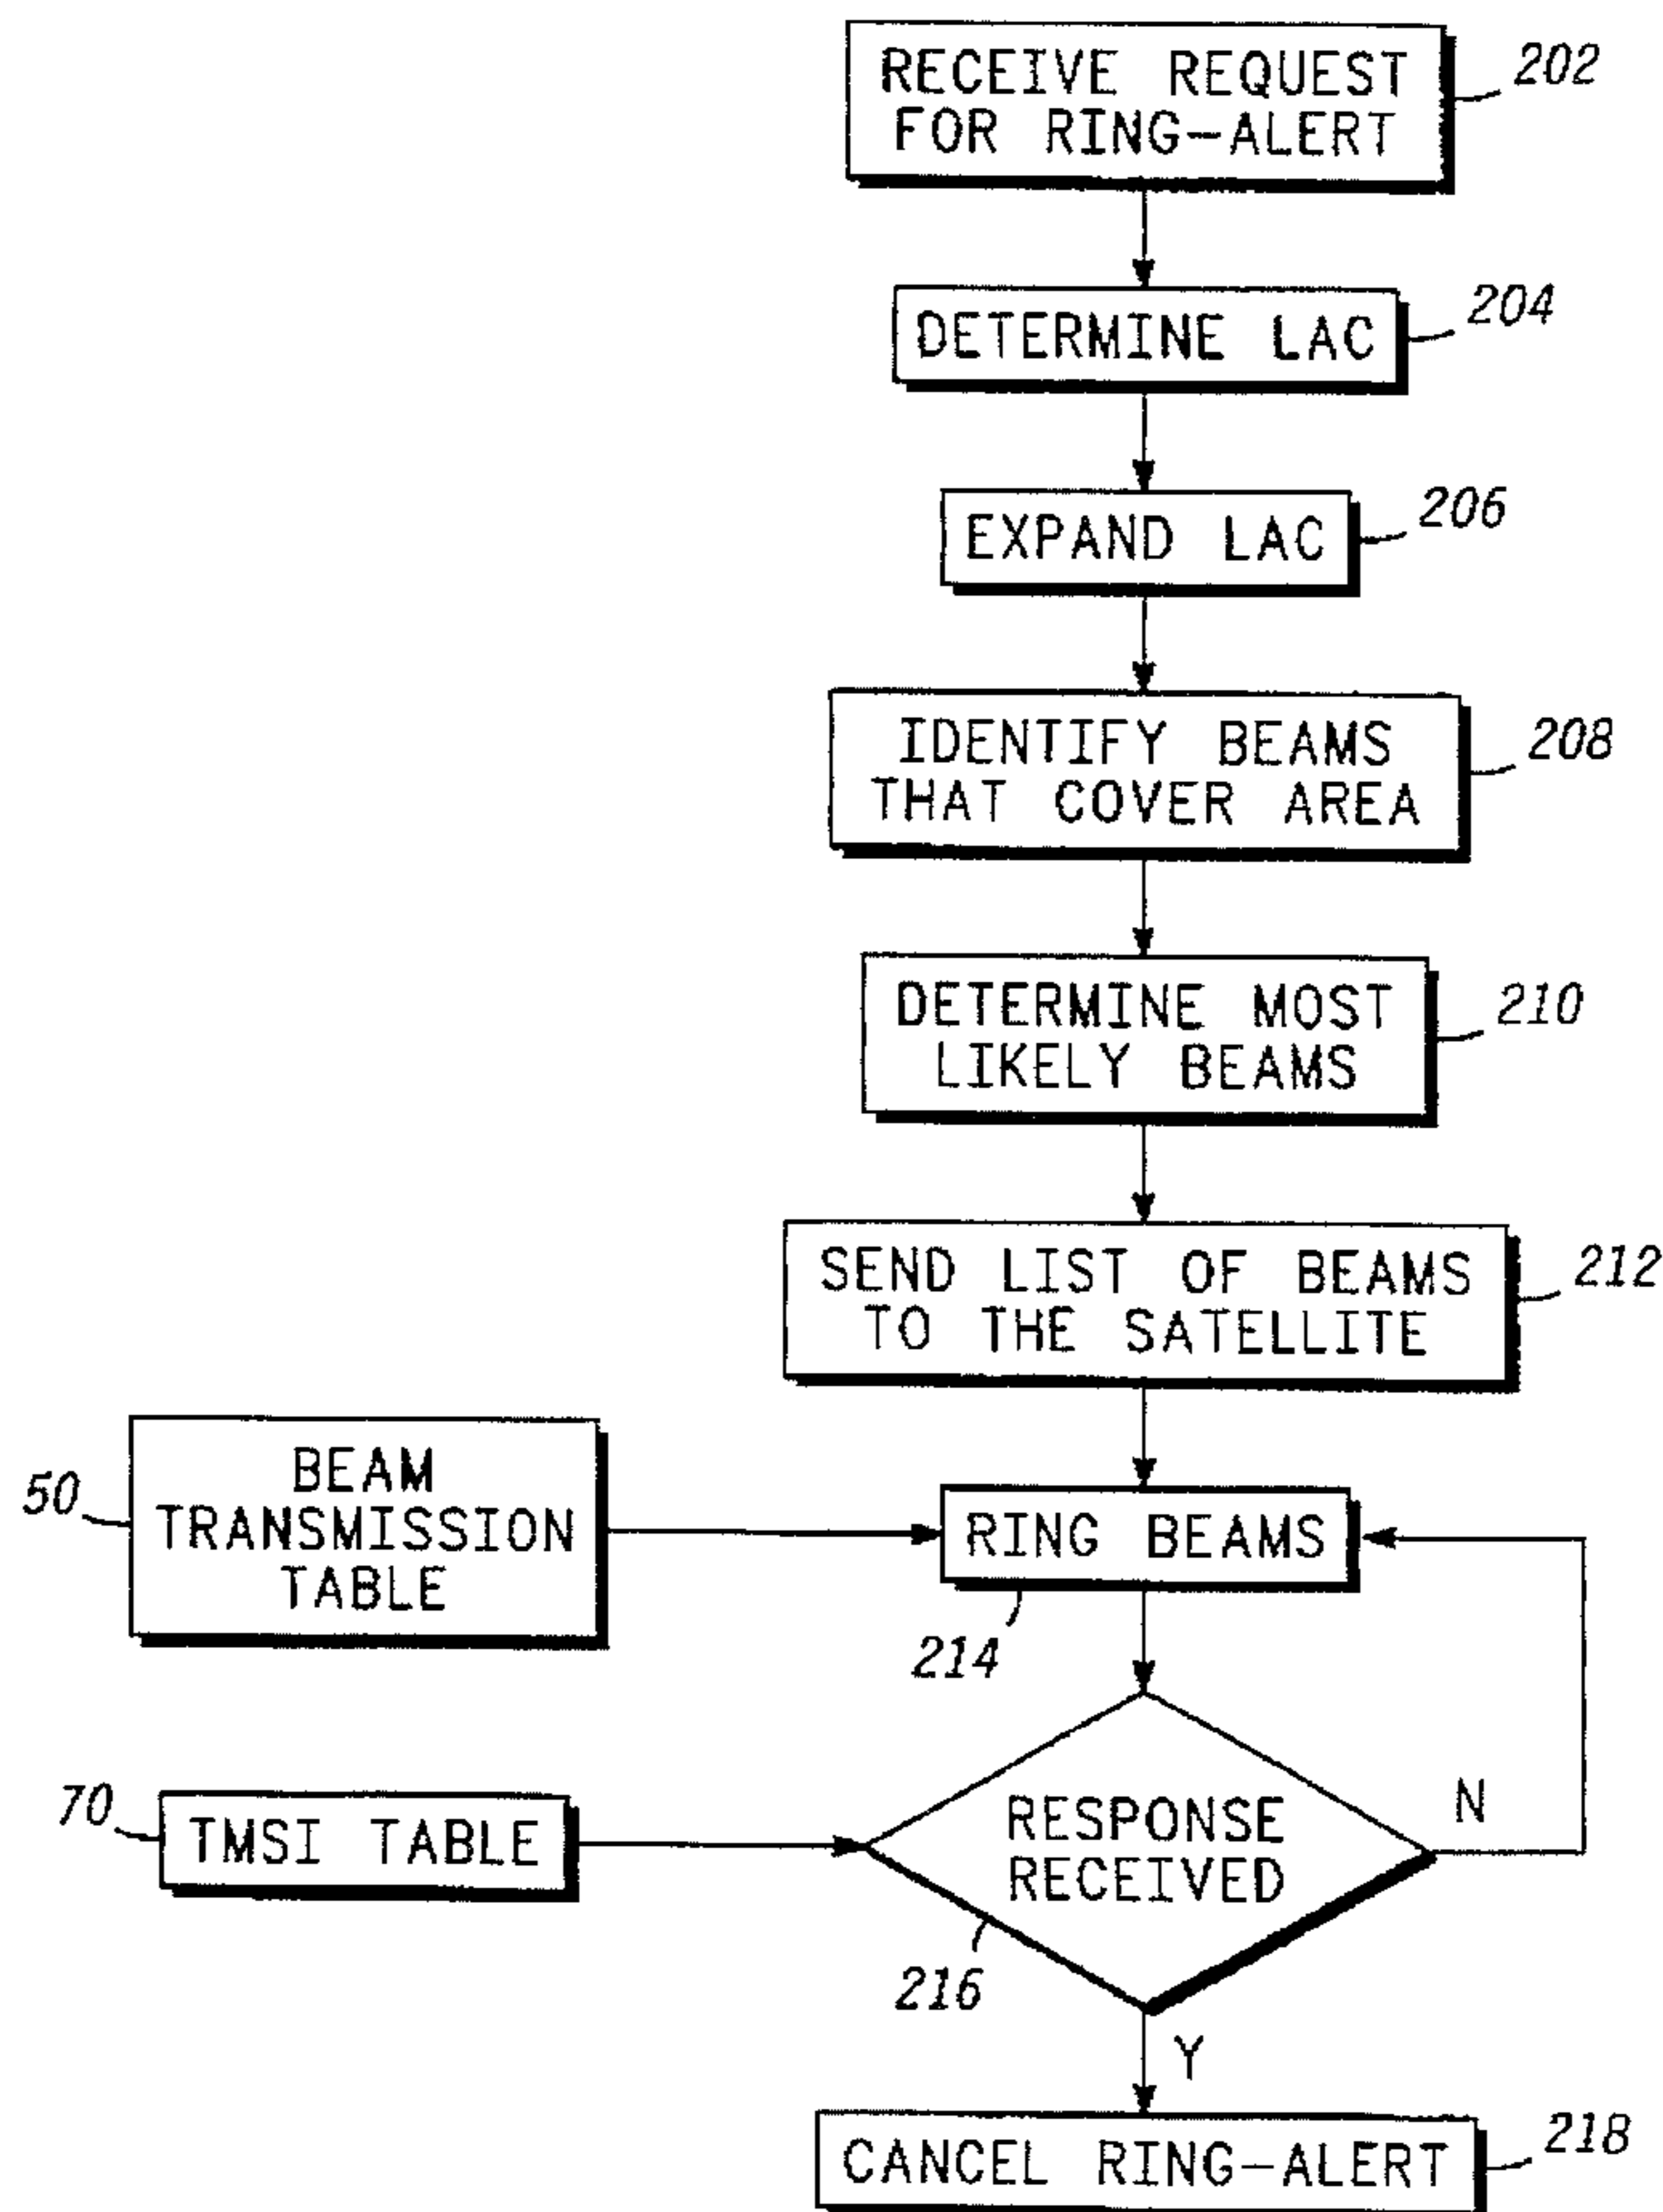 RECEIVE REQUEST
FOR RING-ALERT
202
DETERMINE LAC
204
EXPAND LAC
206
IDENTIFY BEAMS
THAT COVER AREA
208
DETERMINE MOST
LIKELY BEAMS
210
SEND LIST OF BEAMS
TO THE SATELLITE
212
50
BEAM
TRANSMISSION
TABLE
RING BEAMS
214
70
TMSI TABLE
RESPONSE
RECEIVED
N
216
Y
CANCEL RING-ALERT
218